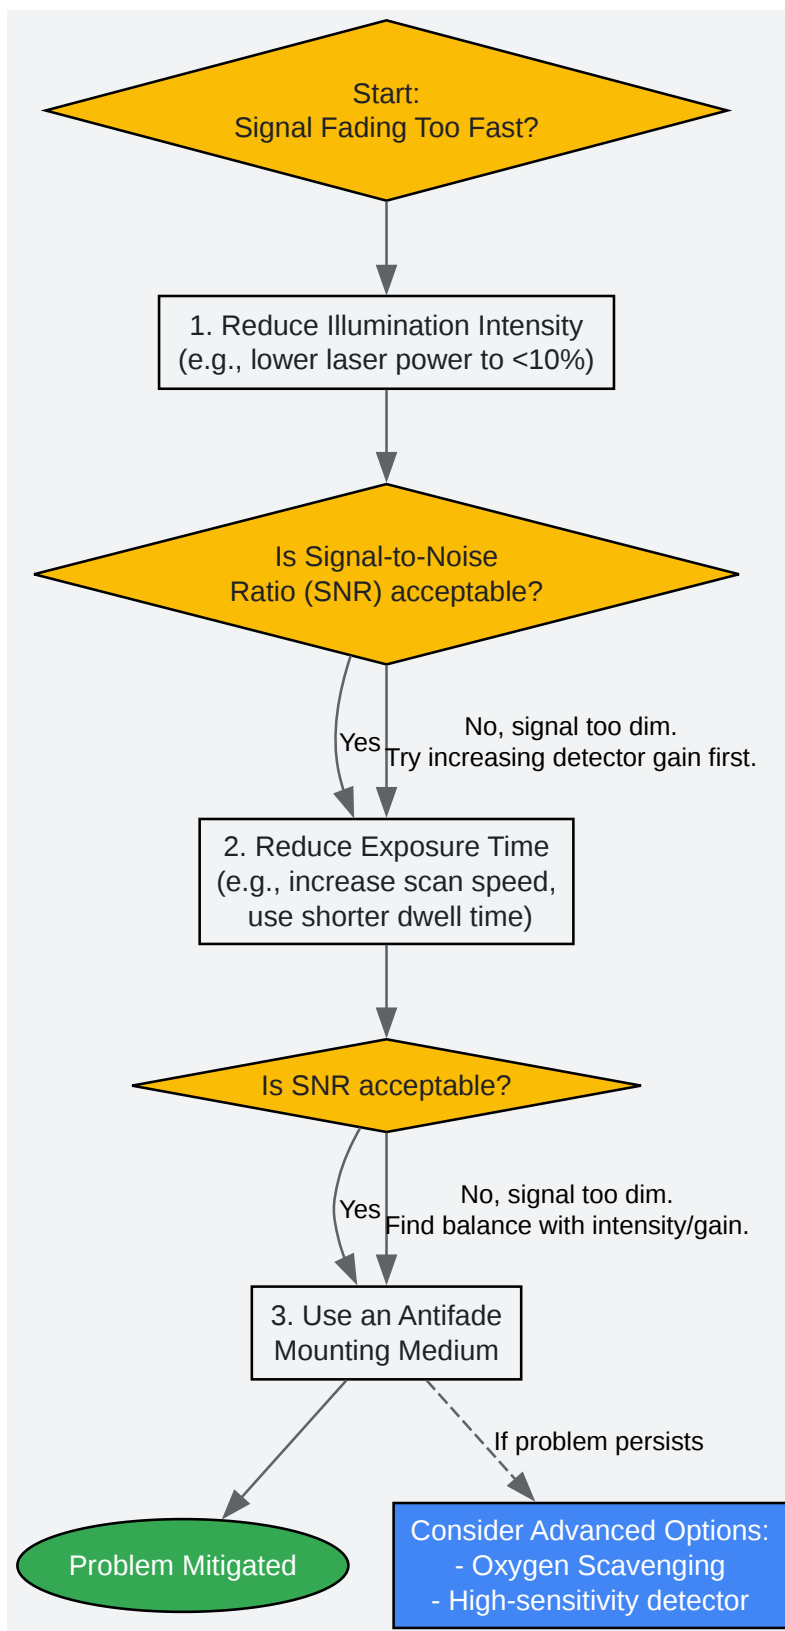 Start:
Signal Fading Too Fast?
1. Reduce Illumination Intensity
(e.g., lower laser power to <10%)
Is Signal-to-Noise
Ratio (SNR) acceptable?
Yes
No, signal too dim.
Try increasing detector gain first.
2. Reduce Exposure Time
(e.g., increase scan speed,
use shorter dwell time)
Is SNR acceptable?
Yes
No, signal too dim.
Find balance with intensity/gain.
3. Use an Antifade
Mounting Medium
If problem persists
Problem Mitigated
Consider Advanced Options:
- Oxygen Scavenging
- High-sensitivity detector